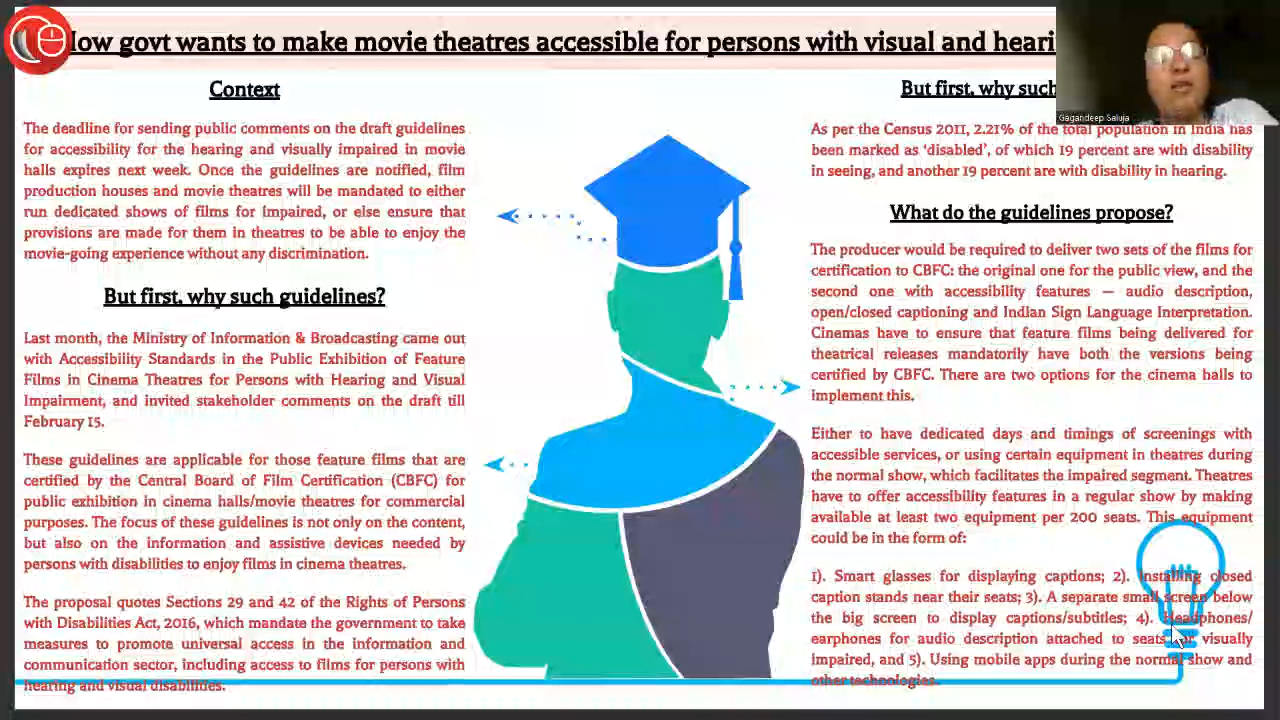 How govt wants to make movie theatres accessible for persons with visual and heari
Context
The deadline for sending public comments on the draft guidelines
for accessibility for the hearing and visually impaired in movie
halls expires next week. Once the guidelines are notified, film
production houses and movie theatres will be mandated to either
run dedicated shows of films for impaired, or else ensure that
provisions are made for them in theatres to be able to enjoy the
movie-going experience without any discrimination.
But first, why such guidelines?
Last month, the Ministry of Information & Broadcasting came out
with Accessibility Standards in the Public Exhibition of Feature
Films in Cinema Theatres for Persons with Hearing and Visual
Impairment, and invited stakeholder comments on the draft till
February 15.
These guidelines are applicable for those feature films that are
certified by the Central Board of Film Certification (CBFC) for
public exhibition in cinema halls/movie theatres for commercial
purposes. The focus of these guidelines is not only on the content,
but also on the information and assistive devices needed by
persons with disabilities to enjoy films in cinema theatres.
The proposal quotes Sections 29 and 42 of the Rights of Persons
with Disabilities Act, 2016, which mandate the government to take
measures to promote universal access in the information and
communication sector, including access to films for persons with
hearing and visual disabilities.
But first, why such
As per the Census 2011, 2.21% of the total population in India has
been marked as ‘disabled’, of which 19 percent are with disability
in seeing, and another 19 percent are with disability in hearing.
What do the guidelines propose?
The producer would be required to deliver two sets of the films for
certification to CBFC: the original one for the public view, and the
second one with accessibility features — audio description,
open/closed captioning and Indian Sign Language Interpretation.
Cinemas have to ensure that feature films being delivered for
theatrical releases mandatorily have both the versions being
certified by CBFC. There are two options for the cinema halls to
implement this.
Either to have dedicated days and timings of screenings with
accessible services, or using certain equipment in theatres during
the normal show, which facilitates the impaired segment. Theatres
have to offer accessibility features in a regular show by making
available at least two equipment per 200 seats. This equipment
could be in the form of:
1). Smart glasses for displaying captions; 2). Installing closed
caption stands near their seats; 3). A separate small screen below
the big screen to display captions/subtitles; 4). Headphones/
earphones for audio description attached to seats for visually
impaired, and 5). Using mobile apps during the normal show and
other technologies.
Gagandeep Saluja